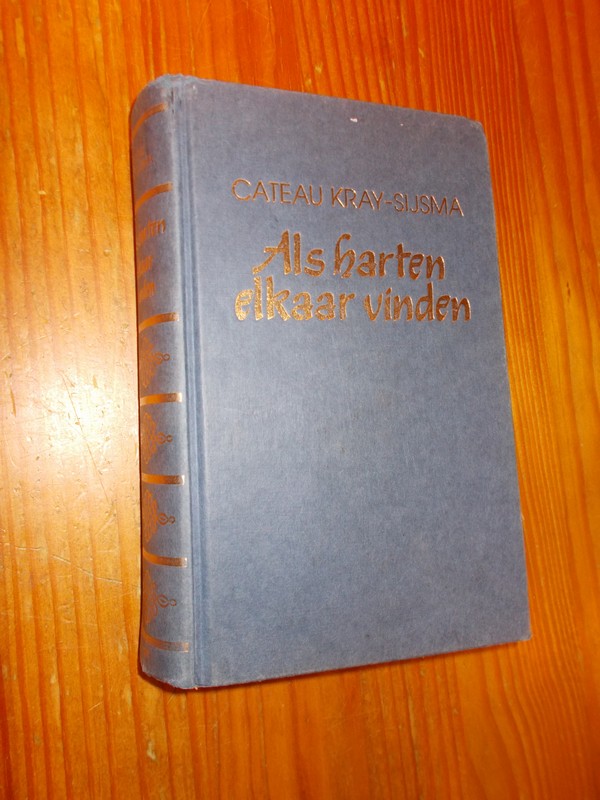 CATEAU KRAY-SIJSMA
Als harten
elkaar vinden